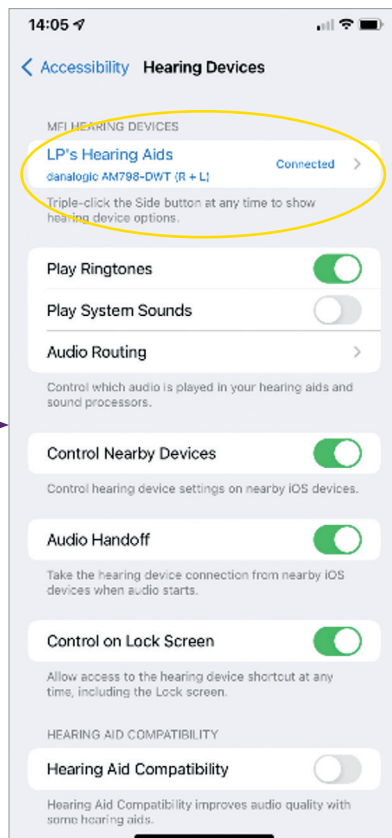 14:05
Accessibility Hearing Devices
MFI HEARING DEVICES
LP's Hearing Aids
Connected
danalogic AM798-DWT (R + L)
Triple-click the Side button at any time to show
hearing device options.
Play Ringtones
Play System Sounds
Audio Routing
Control which audio is played in your hearing aids and
sound processors.
Control Nearby Devices
Control hearing device settings on nearby iOS devices.
Audio Handoff
Take the hearing device connection from nearby iOS
devices when audio starts.
Control on Lock Screen
Allow access to the hearing device shortcut at any
time, including the Lock screen.
HEARING AID COMPATIBILITY
Hearing Aid Compatibility
Hearing Aid Compatibility improves audio quality with
some hearing aids.